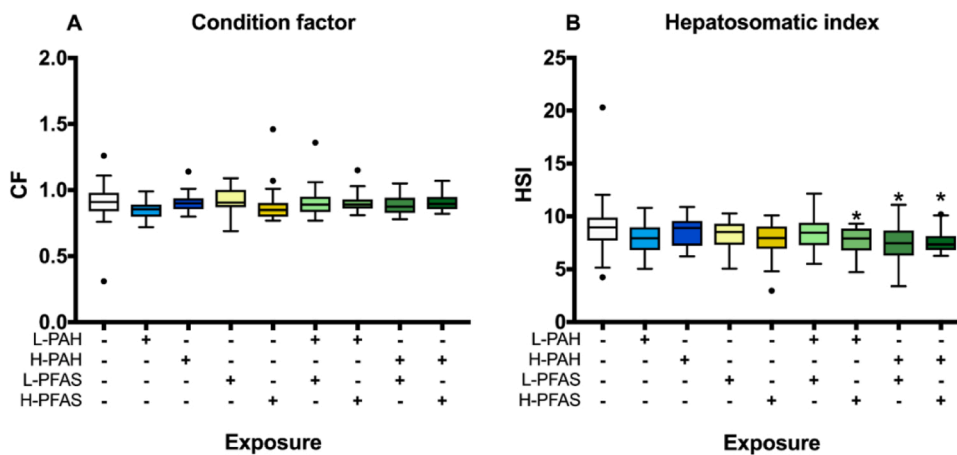 A Condition factor
2.0
1.5
1.0
0.5
0.0
CF
L-PAH - + - - - + + - -
H-PAH - - + - - - - + +
L-PFAS - - - + - + - + -
H-PFAS - - - - + - + - +
Exposure
B Hepatosomatic index
25
20
15
10
5
0
HSI
* * *
L-PAH - + - - - + + - -
H-PAH - - + - - - - + +
L-PFAS - - - + - + - + -
H-PFAS - - - - + - + - +
Exposure